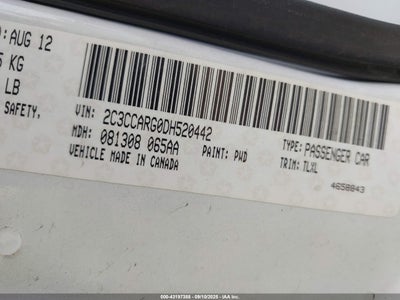 D: AUG 12
KG
LB
SAFETY.
VIN: 2C3CCARG0DH520442
MDH: 081308 065AA
PAINT: PWD
VEHICLE MADE IN CANADA
TYPE: PASSENGER CAR
TRIM: TLXL
4658843
000-43197388 - 09/10/2025 - IAA Inc.